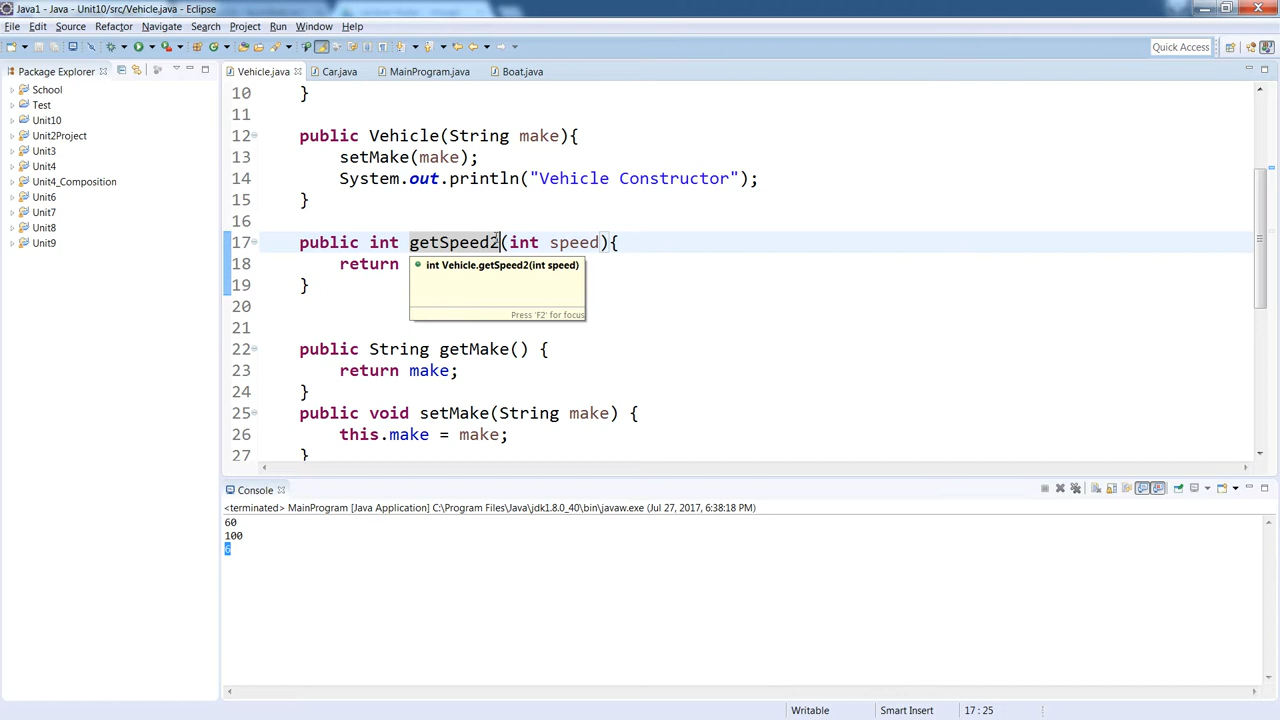 Java1 - Java - Unit10/src/Vehicle.java - Eclipse
File Edit Source Refactor Navigate Search Project Run Window Help
Quick Access
Package Explorer
School
Test
Unit10
Unit2Project
Unit3
Unit4
Unit4_Composition
Unit6
Unit7
Unit8
Unit9
Vehicle.java Car.java MainProgram.java Boat.java
10 }
11
12 public Vehicle(String make){
13 setMake(make);
14 System.out.println("Vehicle Constructor");
15 }
16
17 public int getSpeed2(int speed){
18 return
19 }
20
21
22 public String getMake() {
23 return make;
24 }
25 public void setMake(String make) {
26 this.make = make;
27 }
int Vehicle.getSpeed2(int speed)
Press 'F2' for focus
Console
<terminated> MainProgram [Java Application] C:\Program Files\Java\jdk1.8.0_40\bin\javaw.exe (Jul 27, 2017, 6:38:18 PM)
60
100
6
Writable Smart Insert 17 : 25